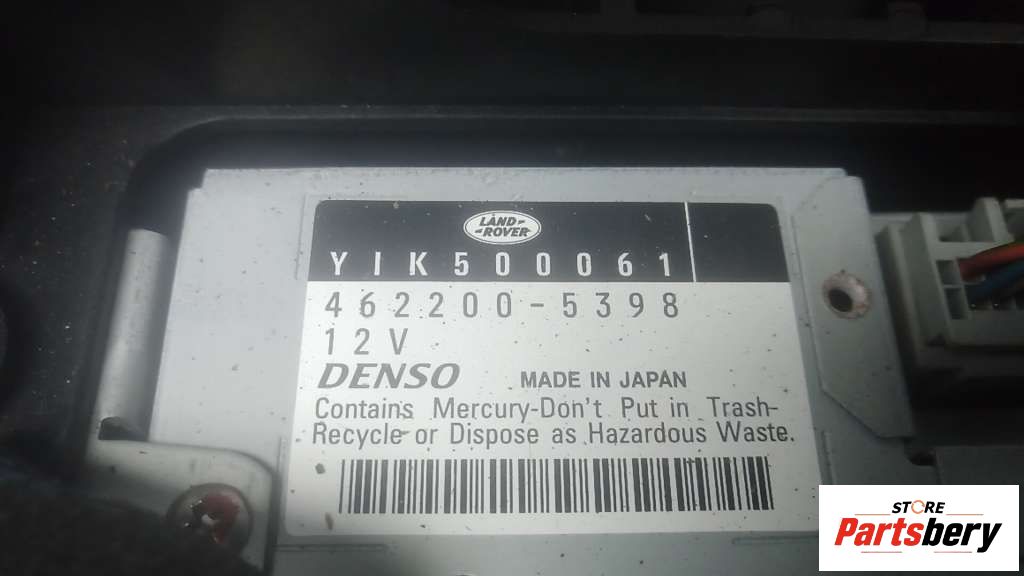 LAND-
-ROVER
YIK500061
462200-5398
12V
DENSO MADE IN JAPAN
Contains Mercury-Don't Put in Trash-
Recycle or Dispose as Hazardous Waste.
STORE
Partsbery